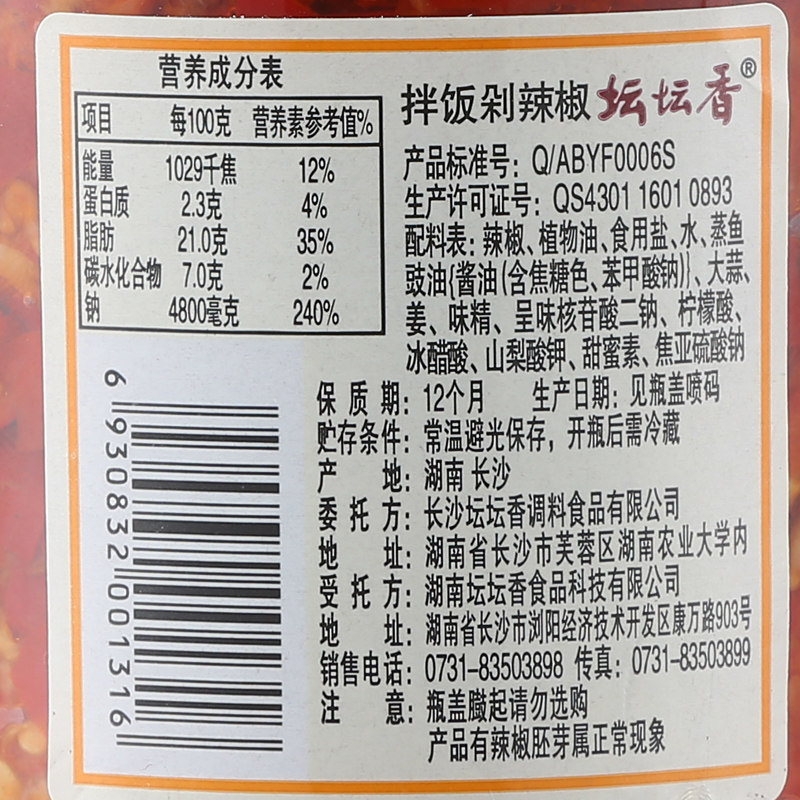 营养成分表
项目 每100克 营养素参考值%
能量 1029千焦 12%
蛋白质 2.3克 4%
脂肪 21.0克 35%
碳水化合物 7.0克 2%
钠 4800毫克 240%
拌饭剁辣椒 坛坛香®
产品标准号：Q/ABYF0006S
生产许可证号：QS4301 1601 0893
配料表：辣椒、植物油、食用盐、水、蒸鱼
豉油{酱油(含焦糖色、苯甲酸钠)}、大蒜、
姜、味精、呈味核苷酸二钠、柠檬酸、
冰醋酸、山梨酸钾、甜蜜素、焦亚硫酸钠
保质期：12个月 生产日期：见瓶盖喷码
贮存条件：常温避光保存，开瓶后需冷藏
产地：湖南 长沙
委托方：长沙坛坛香调料食品有限公司
地址：湖南省长沙市芙蓉区湖南农业大学内
受托方：湖南坛坛香食品科技有限公司
地址：湖南省长沙市浏阳经济技术开发区康万路903号
销售电话：0731-83503898 传真：0731-83503899
注意：瓶盖臌起请勿选购
产品有辣椒胚芽属正常现象
6 930832 001316